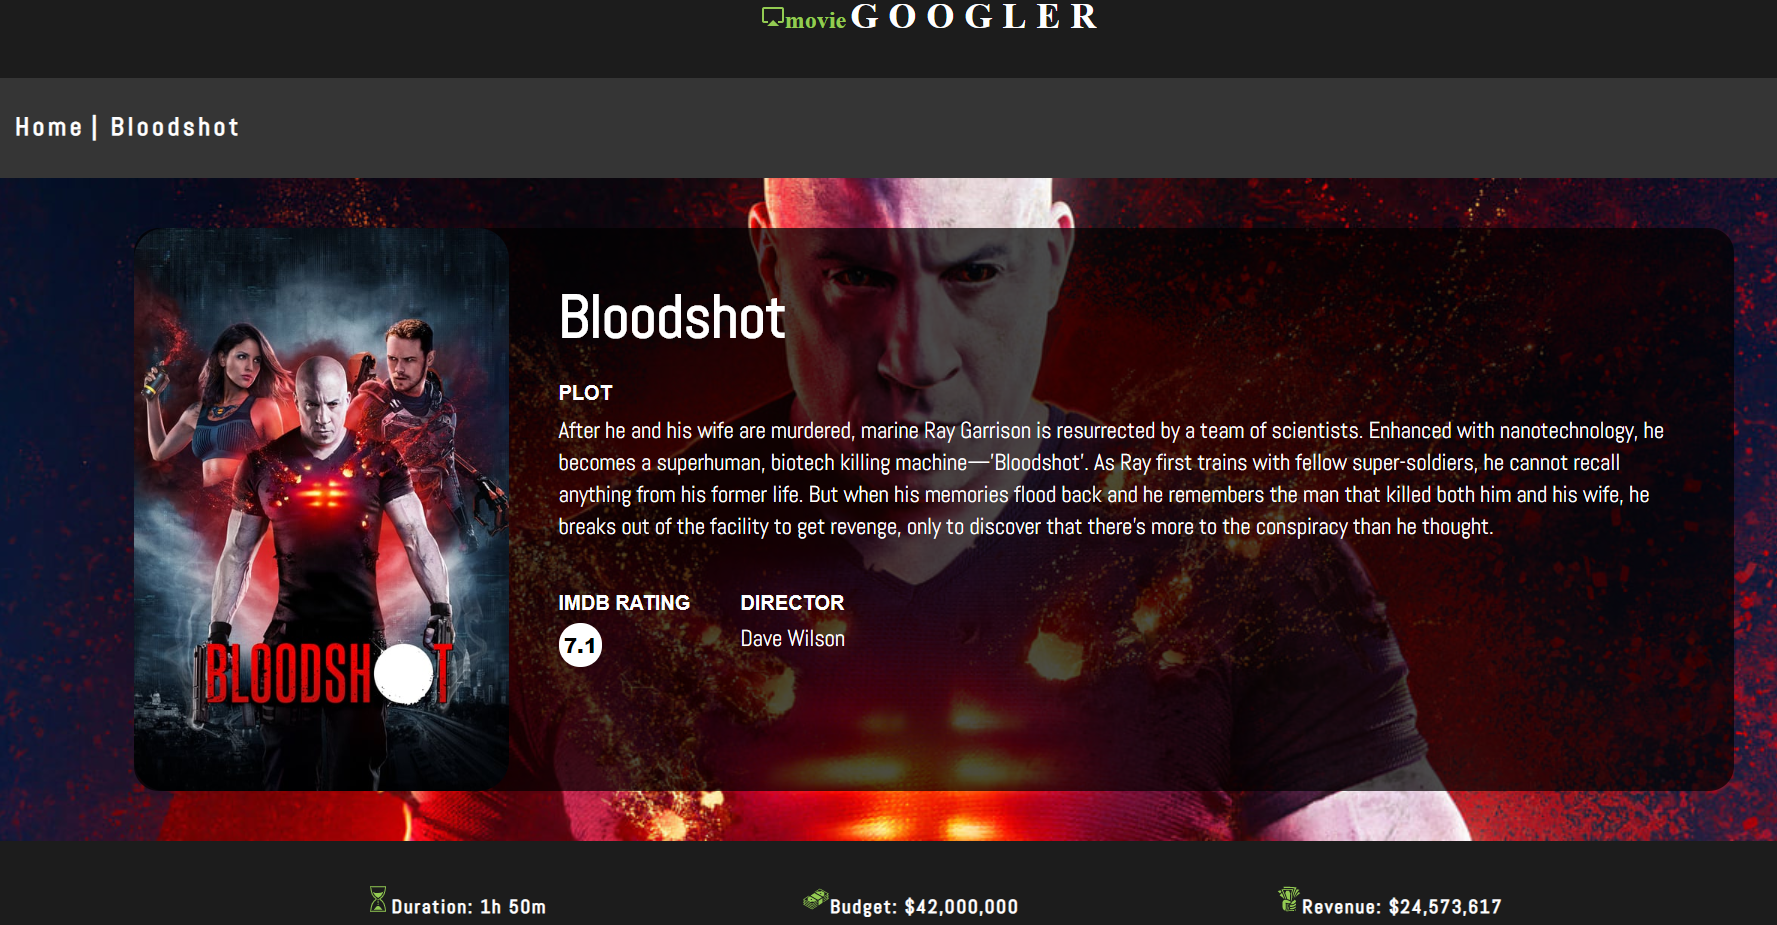 movie GOOGLER
Home | Bloodshot
Bloodshot
PLOT
After he and his wife are murdered, marine Ray Garrison is resurrected by a team of scientists. Enhanced with nanotechnology, he
becomes a superhuman, biotech killing machine—'Bloodshot'. As Ray first trains with fellow super-soldiers, he cannot recall
anything from his former life. But when his memories flood back and he remembers the man that killed both him and his wife, he
breaks out of the facility to get revenge, only to discover that there's more to the conspiracy than he thought.
IMDB RATING
DIRECTOR
7.1
Dave Wilson
BLOODSHOT
Duration: 1h 50m
Budget: $42,000,000
Revenue: $24,573,617